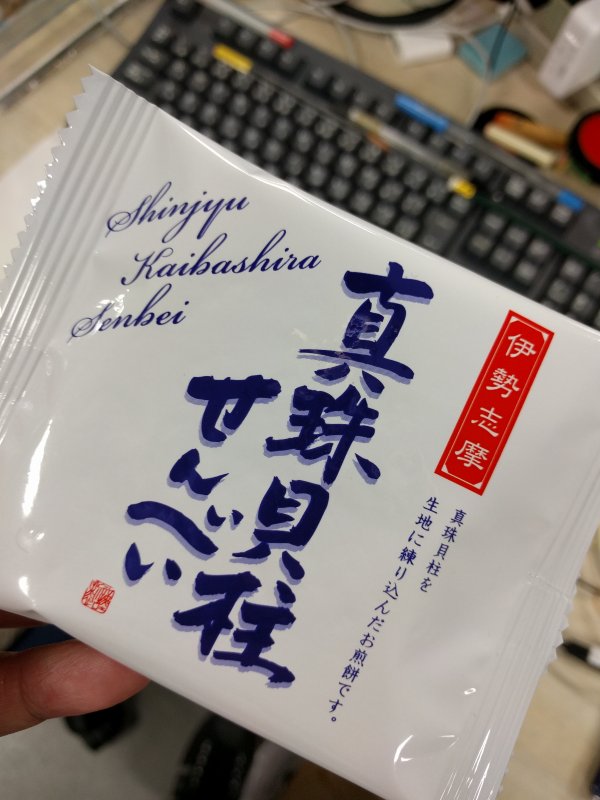 Shinjyu
Kaibashira
Senbei
伊勢志摩
真珠貝柱
せんべい
真珠貝柱を
生地に練り込んだお煎餅です。